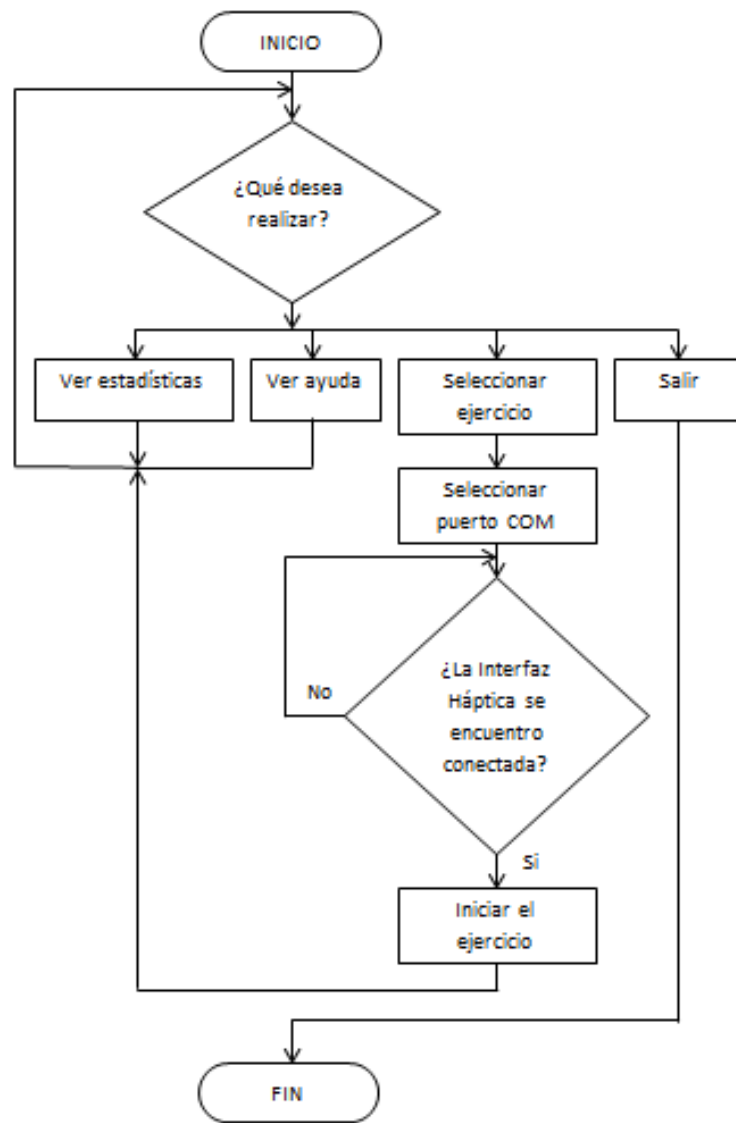 INICIO
¿Qué desea
realizar?
Ver estadísticas
Ver ayuda
Seleccionar
ejercicio
Salir
Seleccionar
puerto COM
¿La Interfaz
Háptica se
encuentro
conectada?
No
Si
Iniciar el
ejercicio
FIN